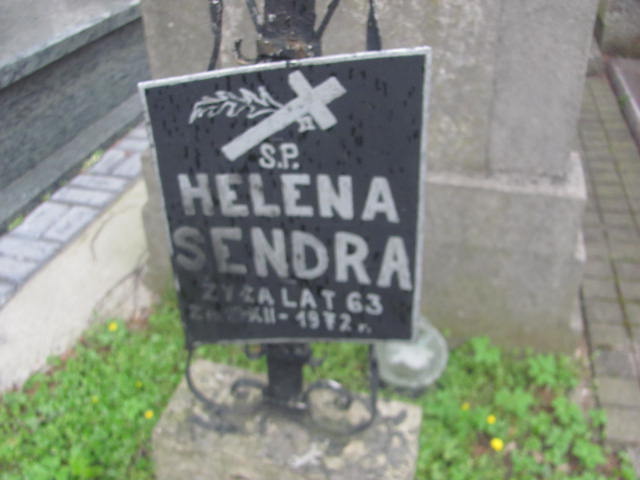 S.P.
HELENA
SENDRA
ŻYŁA LAT 63
XII - 1972 r.